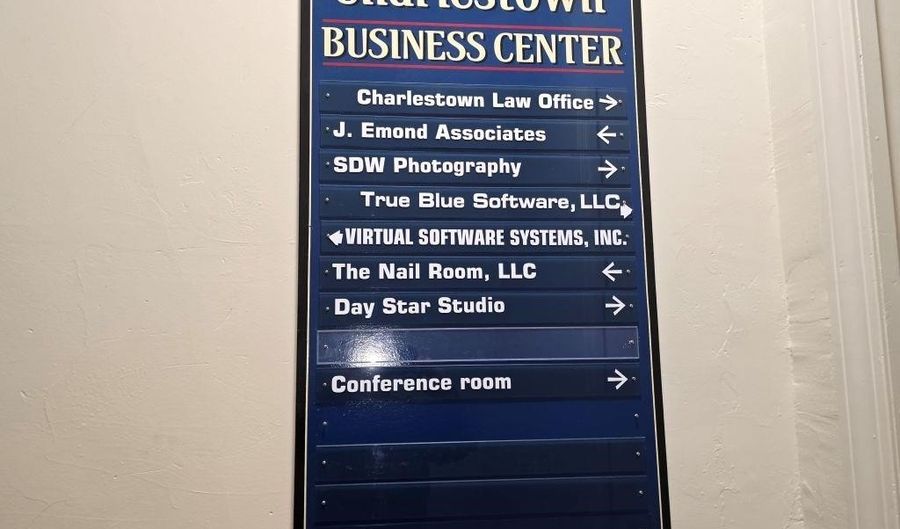 Charlestown
BUSINESS CENTER
Charlestown Law Office →
J. Emond Associates ←
SDW Photography →
True Blue Software, LLC
VIRTUAL SOFTWARE SYSTEMS, INC.
The Nail Room, LLC ←
Day Star Studio →
Conference room →